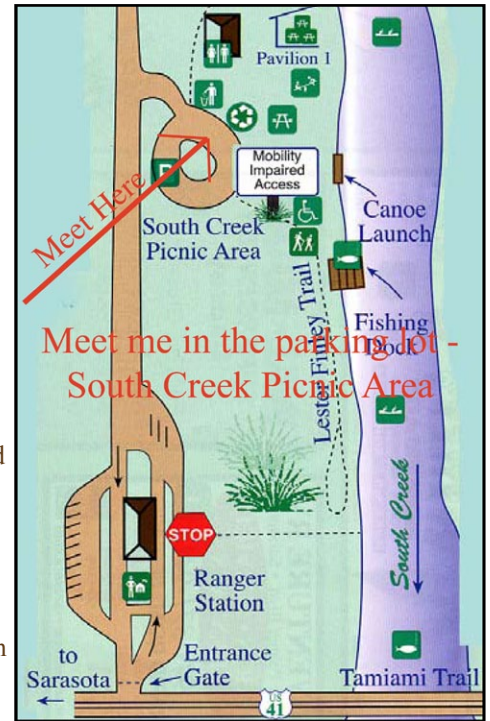 Pavilion 1
Mobility
Impaired
Access
P
Meet Here
South Creek
Picnic Area
Canoe
Launch
Lester Finley Trail
Fishing
Dock
Meet me in the parking lot -
South Creek Picnic Area
South Creek
STOP
Ranger
Station
Entrance
Gate
to
Sarasota
Tamiami Trail
US
41
d
n